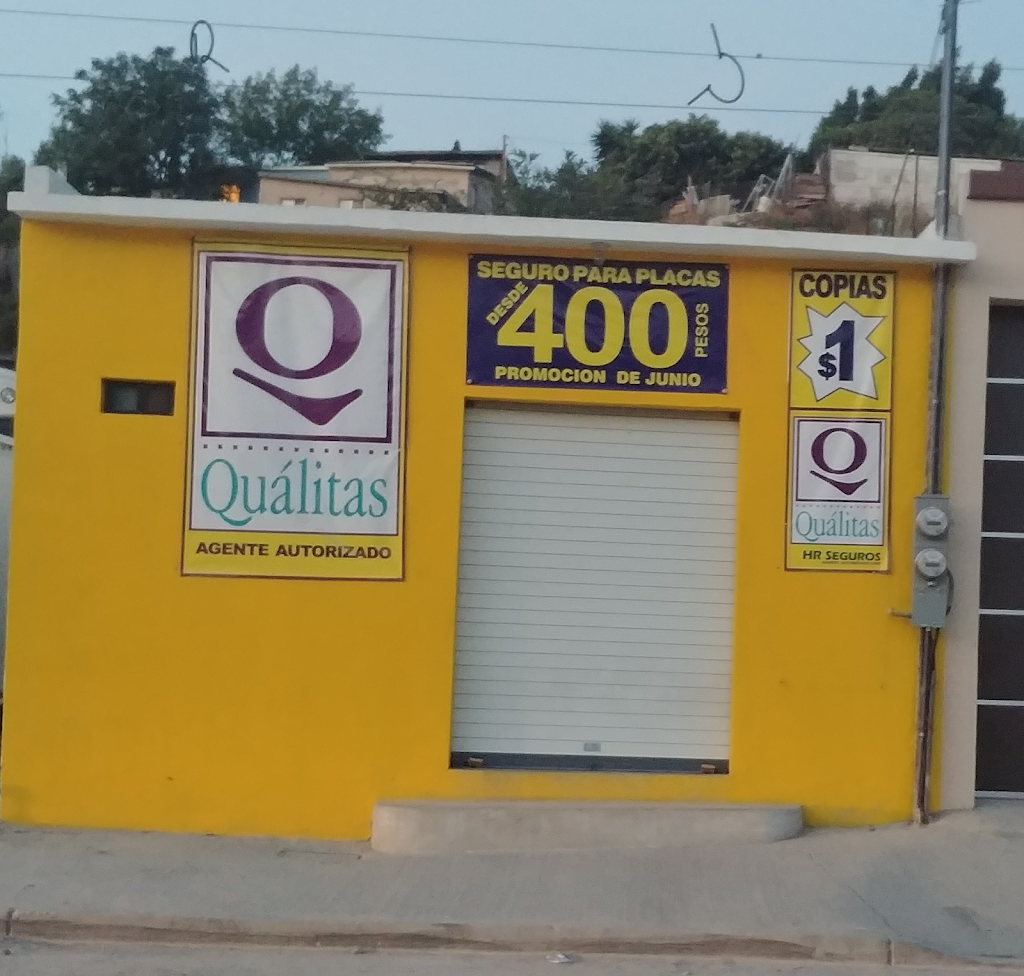 Q
Quálitas
AGENTE AUTORIZADO
SEGURO PARA PLACAS
DESDE
400
PESOS
PROMOCION DE JUNIO
COPIAS
$1
Q
Quálitas
HR SEGUROS